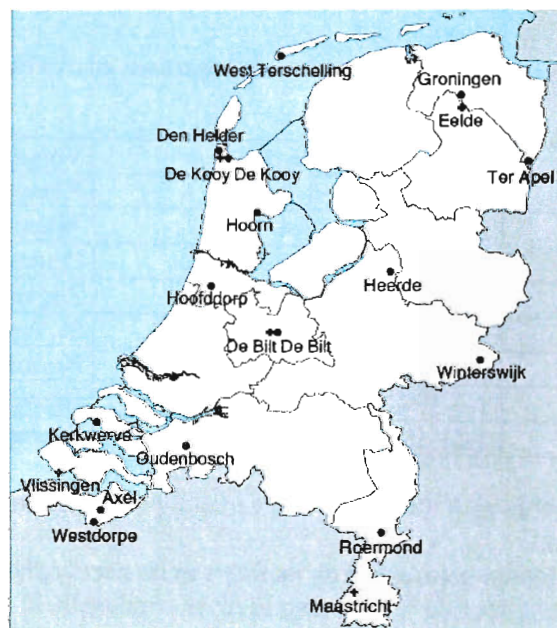 West Terschelling
Groningen
Eelde
Den Helder
De Kooy De Kooy
Ter Apel
Hoorn
Heerde
Hoofddorp
De Bilt De Bilt
Winterswijk
Kerkwerve
Oudenbosch
Vlissingen
Axel
Westdorpe
Roermond
Maastricht